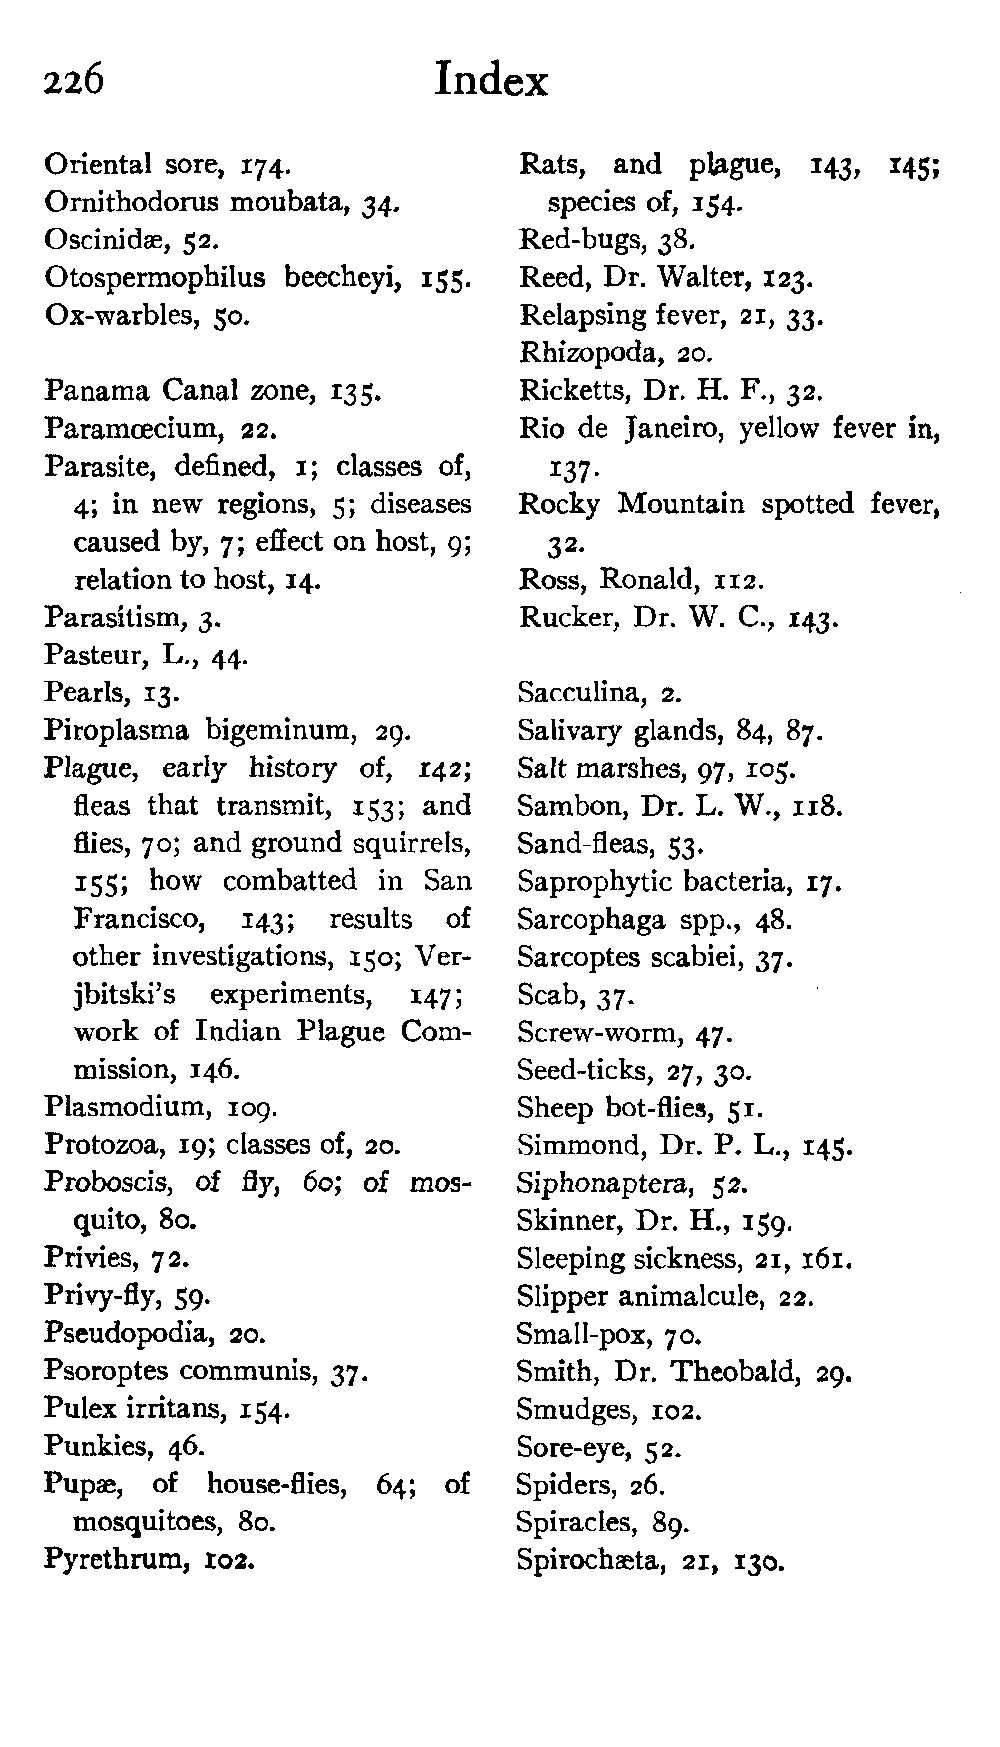 226 Index
Oriental sore, 174.
Ornithodorus moubata, 34.
Oscinidæ, 52.
Otospermophilus beecheyi, 155.
Ox-warbles, 50.
Panama Canal zone, 135.
Paramœcium, 22.
Parasite, defined, 1; classes of,
4; in new regions, 5; diseases
caused by, 7; effect on host, 9;
relation to host, 14.
Parasitism, 3.
Pasteur, L., 44.
Pearls, 13.
Piroplasma bigeminum, 29.
Plague, early history of, 142;
fleas that transmit, 153; and
flies, 70; and ground squirrels,
155; how combatted in San
Francisco, 143; results of
other investigations, 150; Ver-
jbitski's experiments, 147;
work of Indian Plague Com-
mission, 146.
Plasmodium, 109.
Protozoa, 19; classes of, 20.
Proboscis, of fly, 60; of mos-
quito, 80.
Privies, 72.
Privy-fly, 59.
Pseudopodia, 20.
Psoroptes communis, 37.
Pulex irritans, 154.
Punkies, 46.
Pupæ, of house-flies, 64; of
mosquitoes, 80.
Pyrethrum, 102.
Rats, and plague, 143, 145;
species of, 154.
Red-bugs, 38.
Reed, Dr. Walter, 123.
Relapsing fever, 21, 33.
Rhizopoda, 20.
Ricketts, Dr. H. F., 32.
Rio de Janeiro, yellow fever in,
137.
Rocky Mountain spotted fever,
32.
Ross, Ronald, 112.
Rucker, Dr. W. C., 143.
Sacculina, 2.
Salivary glands, 84, 87.
Salt marshes, 97, 105.
Sambon, Dr. L. W., 118.
Sand-fleas, 53.
Saprophytic bacteria, 17.
Sarcophaga spp., 48.
Sarcoptes scabiei, 37.
Scab, 37.
Screw-worm, 47.
Seed-ticks, 27, 30.
Sheep bot-flies, 51.
Simmond, Dr. P. L., 145.
Siphonaptera, 52.
Skinner, Dr. H., 159.
Sleeping sickness, 21, 161.
Slipper animalcule, 22.
Small-pox, 70.
Smith, Dr. Theobald, 29.
Smudges, 102.
Sore-eye, 52.
Spiders, 26.
Spiracles, 89.
Spirochæta, 21, 130.